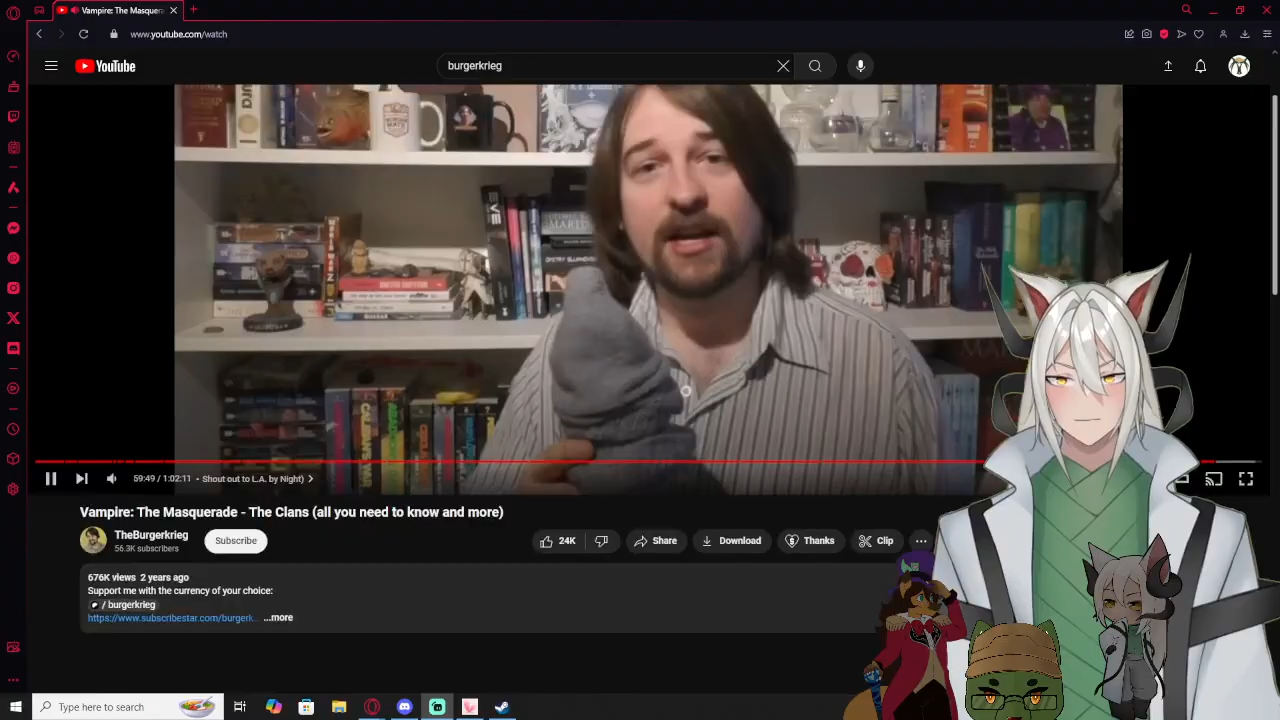 Vampire: The Masquera
www.youtube.com/watch
YouTube
burgerkrieg
EVE
59:49 / 1:02:11 • Shout out to L.A. by Night) >
Vampire: The Masquerade - The Clans (all you need to know and more)
TheBurgerkrieg
56.3K subscribers
Subscribe
24K
Share
Download
Thanks
Clip
676K views 2 years ago
Support me with the currency of your choice:
/ burgerkrieg
https://www.subscribestar.com/burgerk... ...more
Type here to search